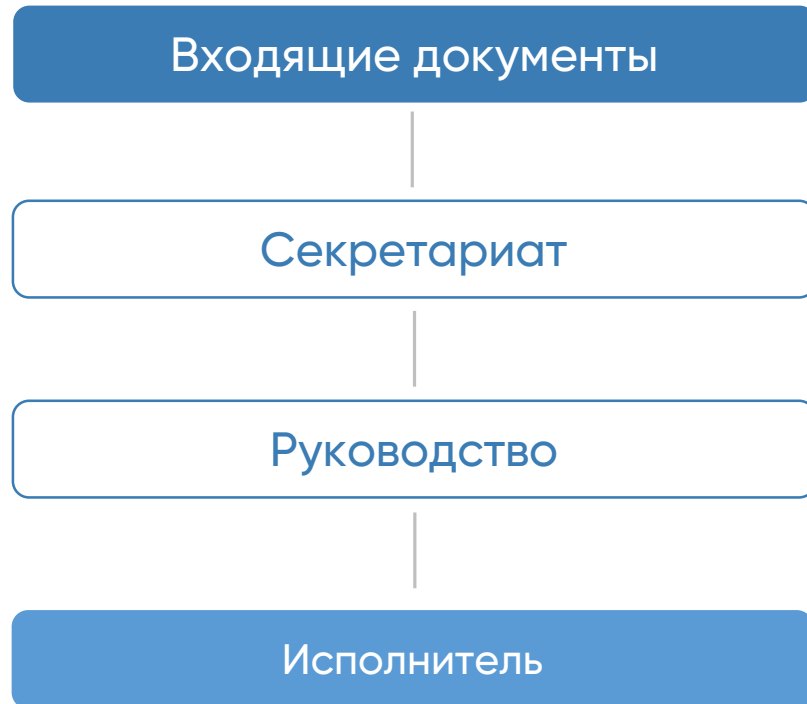 Входящие документы
Секретариат
Руководство
Исполнитель